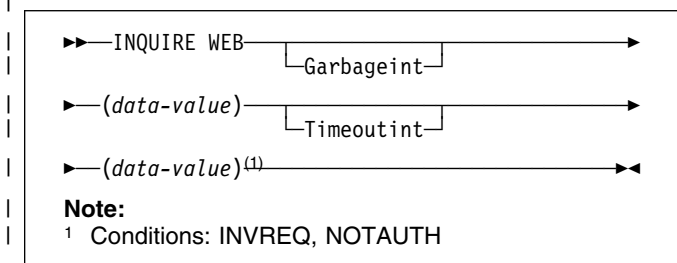 ►►──INQUIRE WEB──┬────────────┬──►
└─Garbageint─┘
►──(data-value)──┬────────────┬──►
└─Timeoutint─┘
►──(data-value)(1)──►◄
Note:
1 Conditions: INVREQ, NOTAUTH